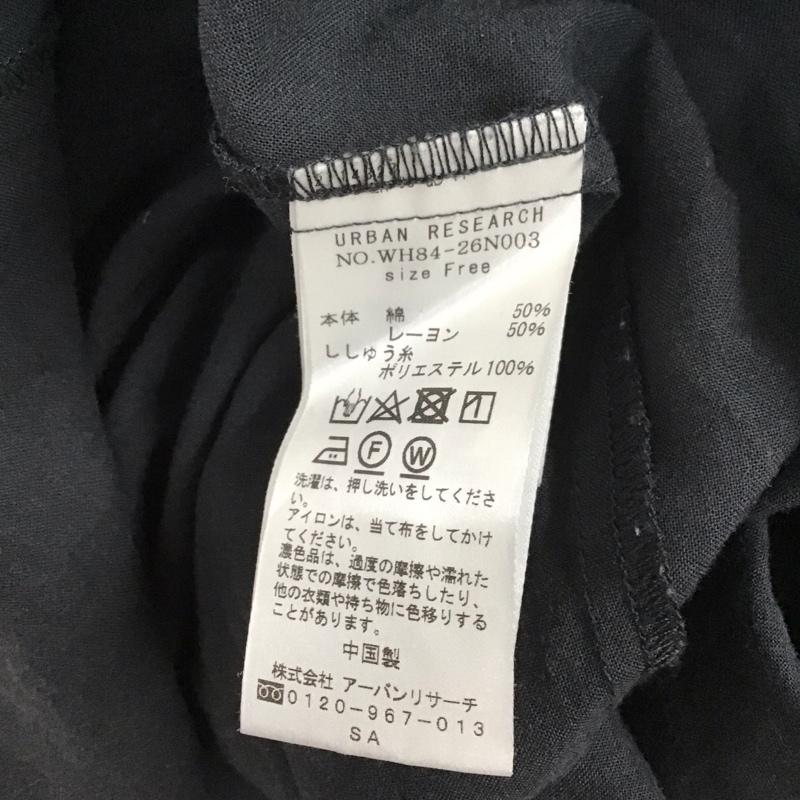 URBAN RESEARCH
NO.WH84-26N003
size Free
本体 綿 50%
レーヨン 50%
ししゅう糸
ポリエステル100%
F W
洗濯は、押し洗いをしてくださ
い。
アイロンは、当て布をしてかけ
てください。
濃色品は、過度の摩擦や濡れた
状態での摩擦で色落ちしたり、
他の衣類や持ち物に色移りする
ことがあります。
中国製
株式会社 アーバンリサーチ
0120-967-013
SA